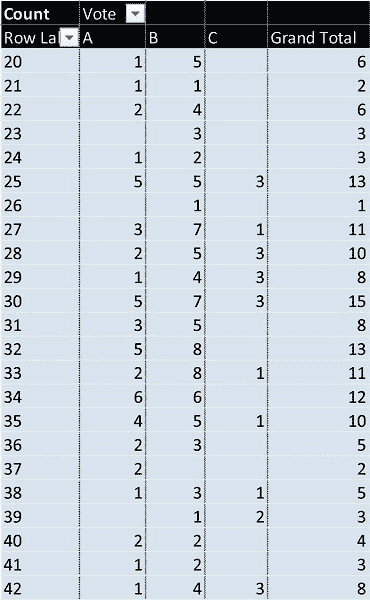 Count Vote
Row La A B C Grand Total
20 1 5 6
21 1 1 2
22 2 4 6
23 3 3
24 1 2 3
25 5 5 3 13
26 1 1
27 3 7 1 11
28 2 5 3 10
29 1 4 3 8
30 5 7 3 15
31 3 5 8
32 5 8 13
33 2 8 1 11
34 6 6 12
35 4 5 1 10
36 2 3 5
37 2 2
38 1 3 1 5
39 1 2 3
40 2 2 4
41 1 2 3
42 1 4 3 8